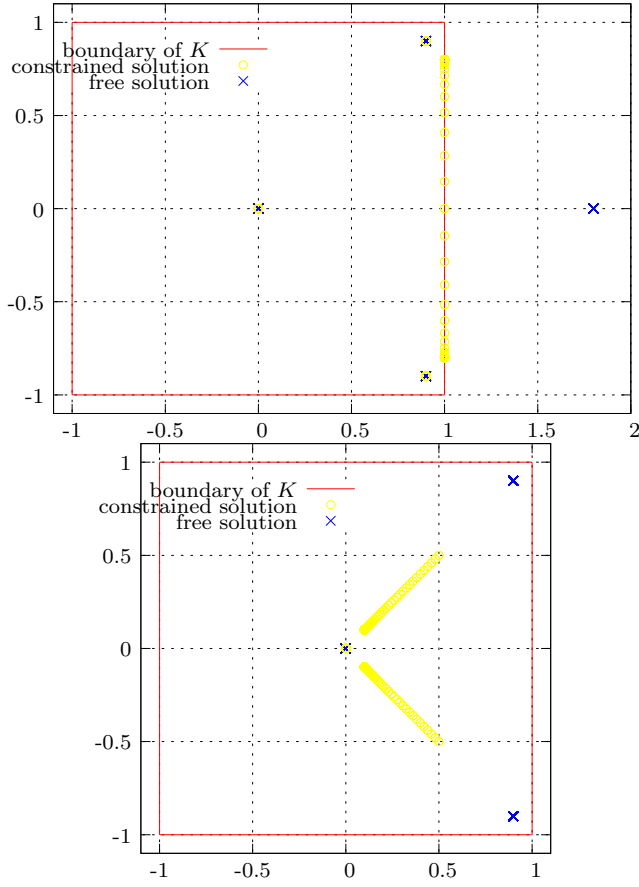 1
boundary of K
constrained solution
free solution
0.5
0
-0.5
-1
-1 -0.5 0 0.5 1 1.5 2
1
boundary of K
constrained solution
free solution
0.5
0
-0.5
-1
-1 -0.5 0 0.5 1